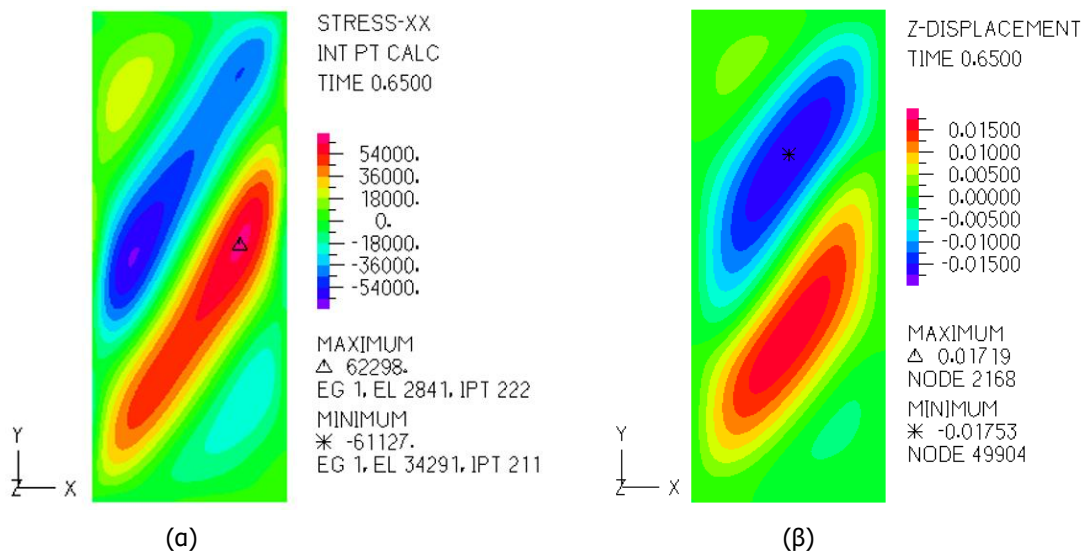 STRESS-XX
INT PT CALC
TIME 0.6500
54000.
36000.
18000.
0.
-18000.
-36000.
-54000.
MAXIMUM
△ 62298.
EG 1, EL 2841, IPT 222
MINIMUM
* -61127.
EG 1, EL 34291, IPT 211
Y
Z X
(α)
Z-DISPLACEMENT
TIME 0.6500
0.01500
0.01000
0.00500
0.00000
-0.00500
-0.01000
-0.01500
MAXIMUM
△ 0.01719
NODE 2168
MINIMUM
* -0.01753
NODE 49904
Y
Z X
(β)